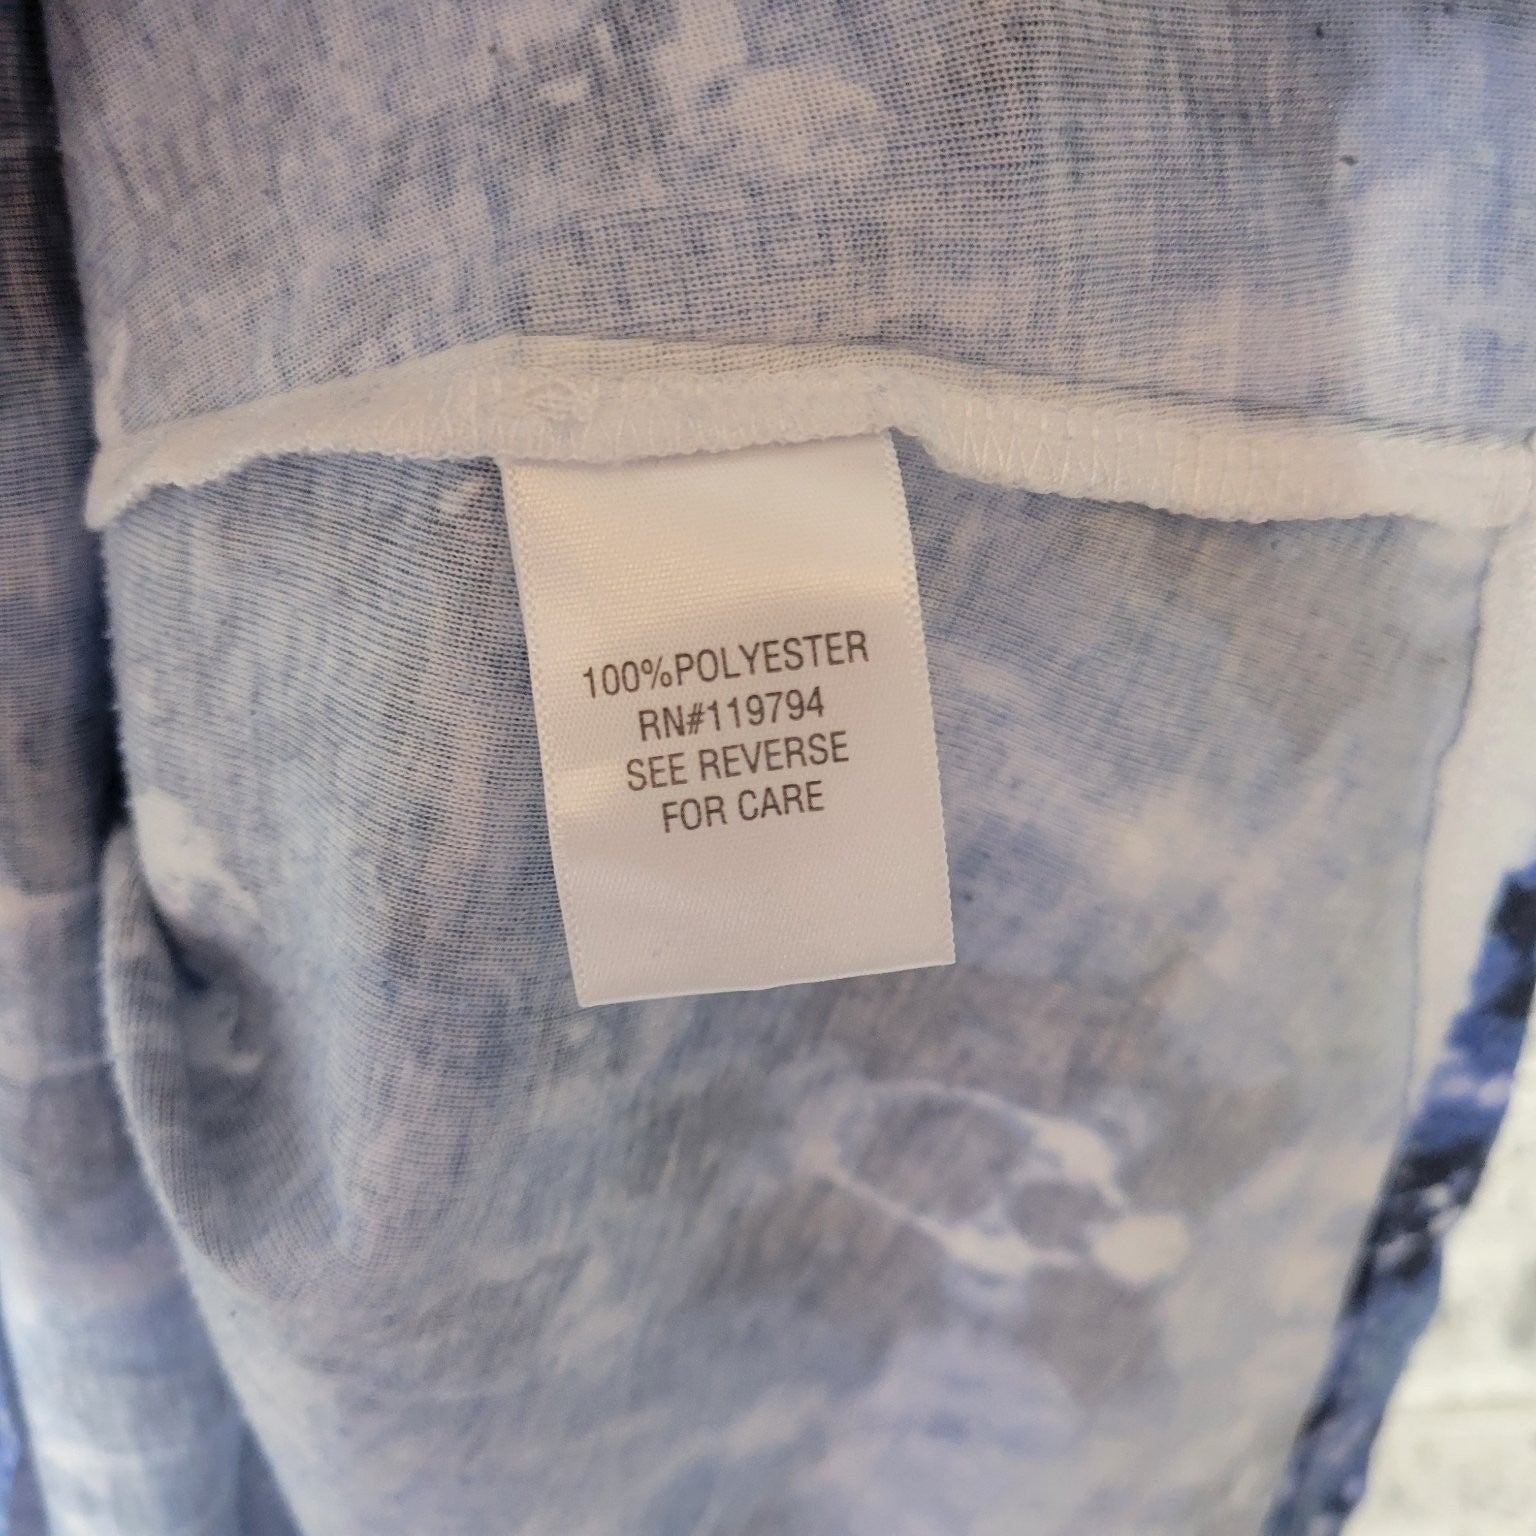 100%POLYESTER
RN#119794
SEE REVERSE
FOR CARE